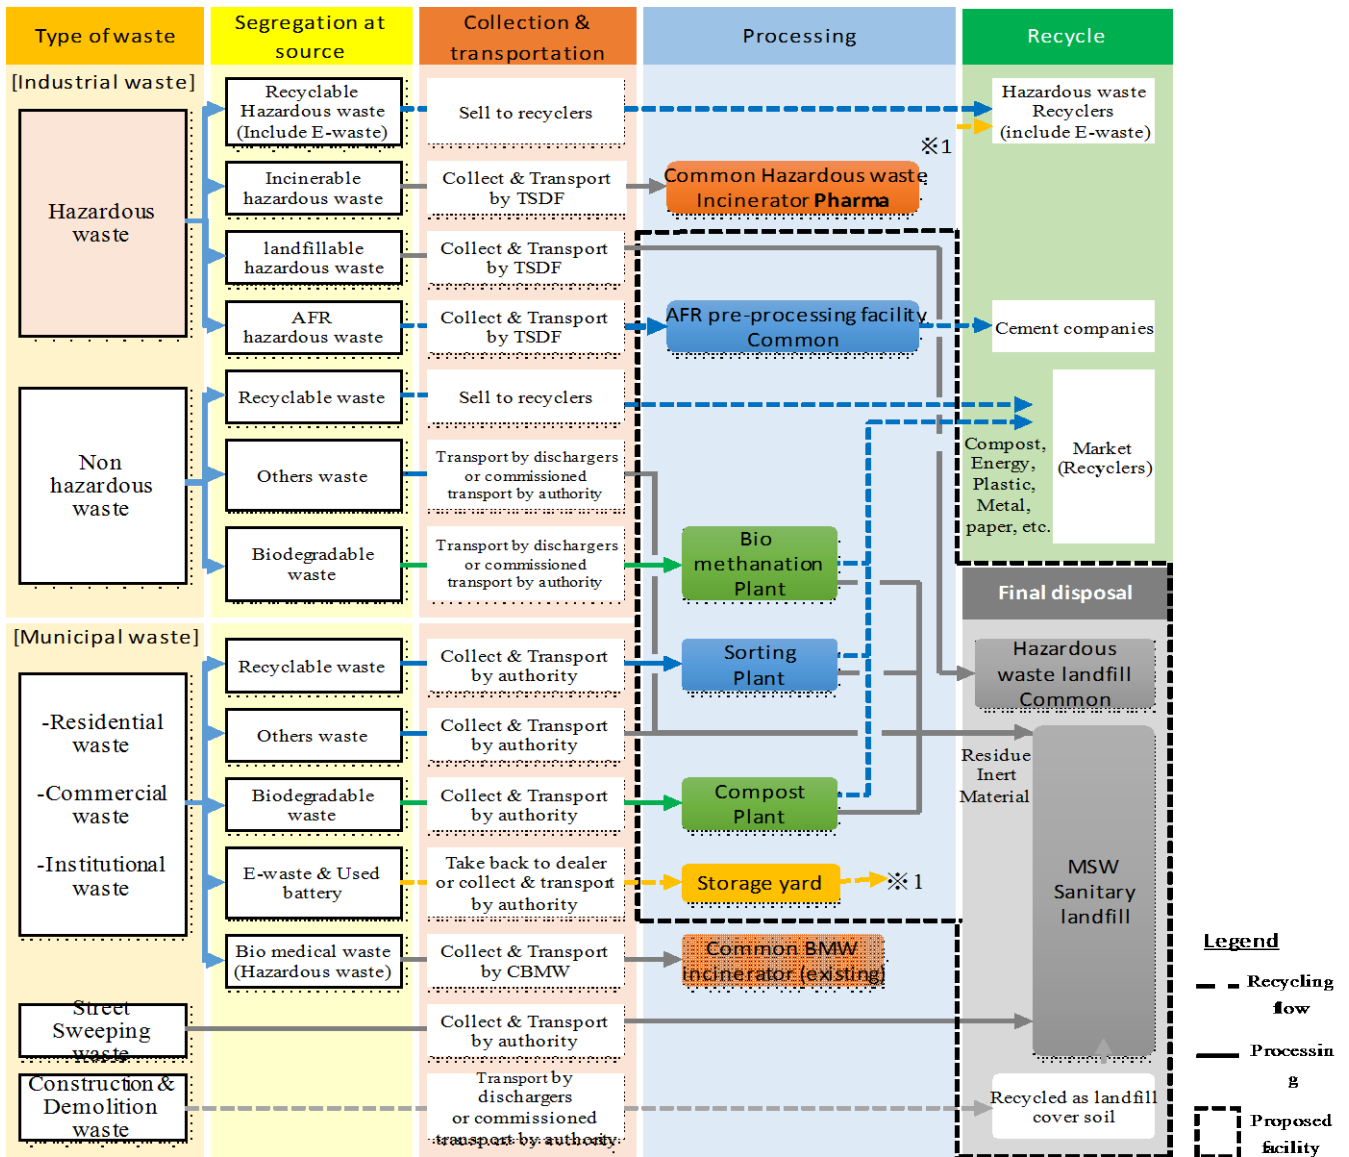 Type of waste
Segregation at
source
Collection &
transportation
Processing
Recycle
[Industrial waste]
Hazardous
waste
Recyclable
Hazardous waste
(Include E-waste)
Sell to recyclers
Hazardous waste
Recyclers
(include E-waste)
※1
Incinerable
hazardous waste
Collect & Transport
by TSDF
Common Hazardous waste
Incinerator Pharma
landfillable
hazardous waste
Collect & Transport
by TSDF
AFR
hazardous waste
Collect & Transport
by TSDF
AFR pre-processing facility
Common
Cement companies
Non
hazardous
waste
Recyclable waste
Sell to recyclers
Compost,
Energy,
Plastic,
Metal,
paper, etc.
Market
(Recyclers)
Others waste
Transport by dischargers
or commissioned
transport by authority
Biodegradable
waste
Transport by dischargers
or commissioned
transport by authority
Bio
methanation
Plant
Final disposal
[Municipal waste]
-Residential
waste
-Commercial
waste
-Institutional
waste
Recyclable waste
Collect & Transport
by authority
Sorting
Plant
Hazardous
waste landfill
Common
Others waste
Collect & Transport
by authority
Residue
Inert
Material
Biodegradable
waste
Collect & Transport
by authority
Compost
Plant
MSW
Sanitary
landfill
E-waste & Used
battery
Take back to dealer
or collect & transport
by authority
Storage yard
※1
Bio medical waste
(Hazardous waste)
Collect & Transport
by CBMW
Common BMW
incinerator (existing)
Street
Sweeping
waste
Collect & Transport
by authority
Construction &
Demolition
waste
Transport by
dischargers
or commissioned
transport by authority
Recycled as landfill
cover soil
Legend
Recycling
flow
Processin
g
Proposed
facility